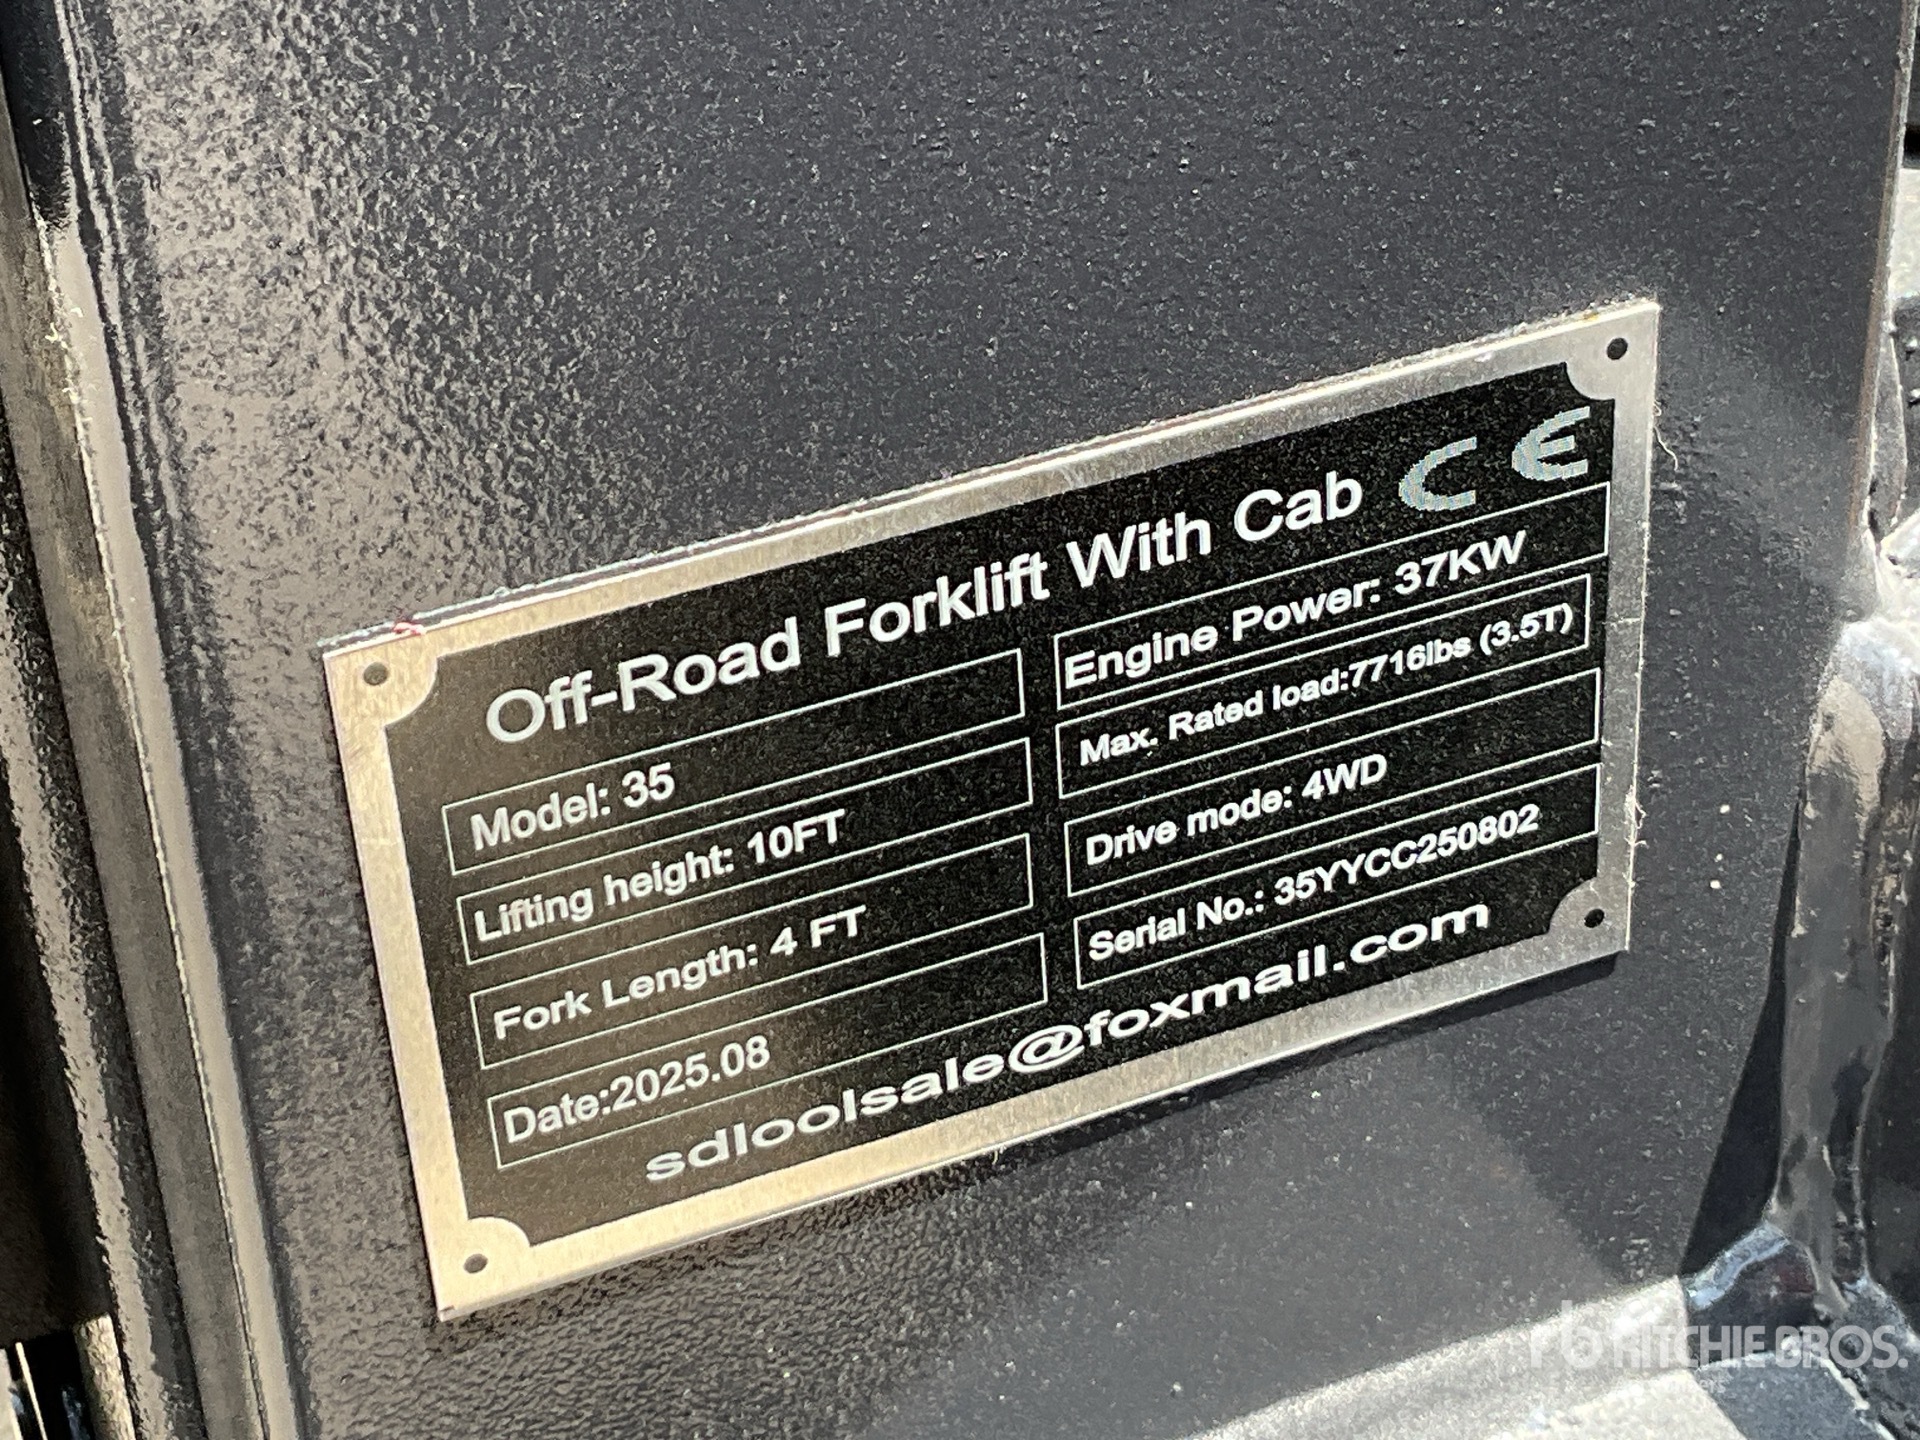 Off-Road Forklift With Cab CE
Model: 35
Engine Power: 37KW
Lifting height: 10FT
Max. Rated load:7716lbs (3.5T)
Fork Length: 4 FT
Drive mode: 4WD
Date:2025.08
Serial No.: 35YYCC250802
sdloolsale@foxmail.com
rb RITCHIE BROS.